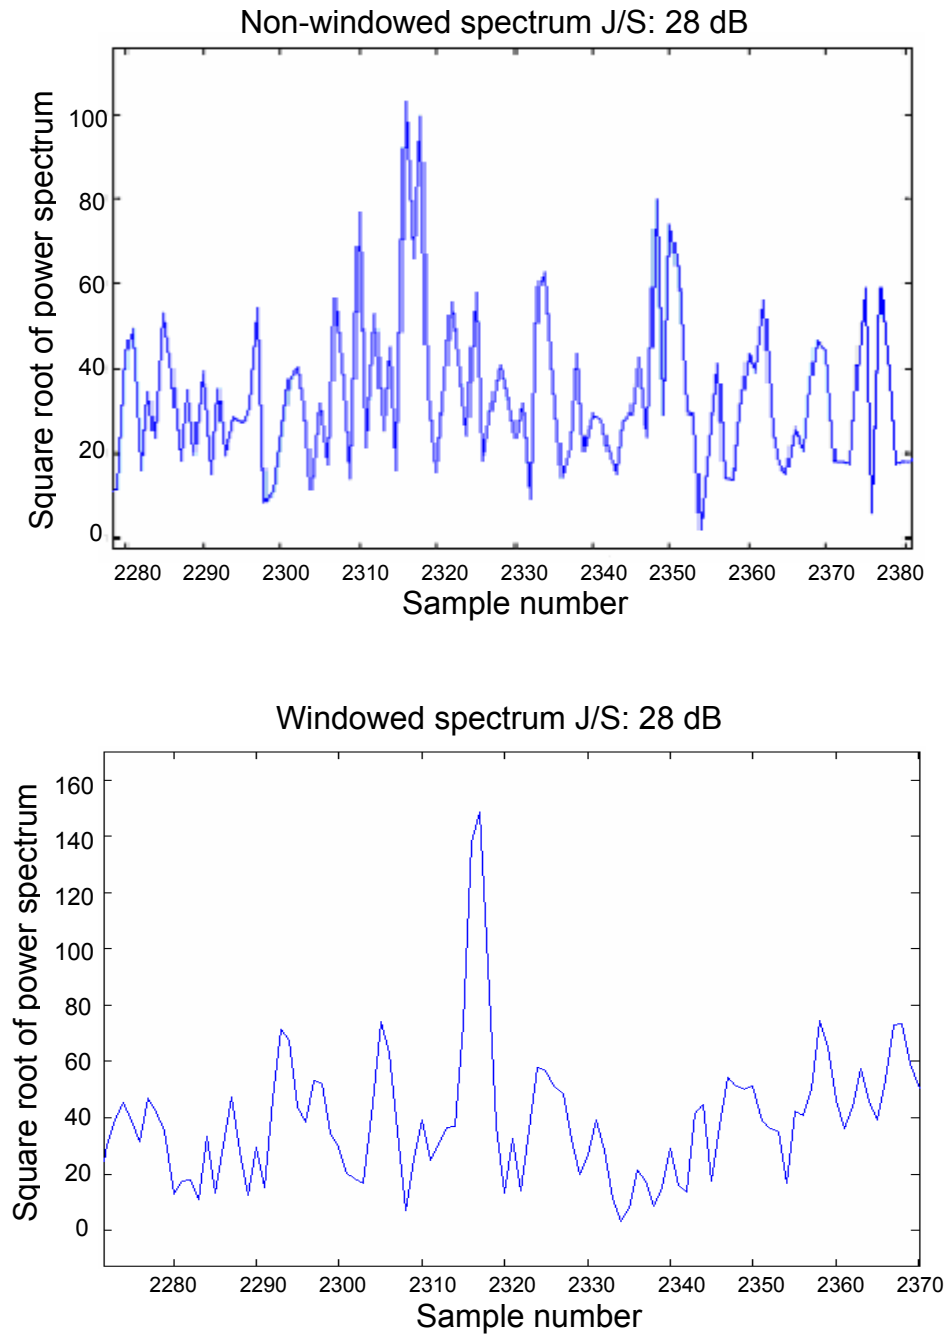 Non-windowed spectrum J/S: 28 dB
Square root of power spectrum
100
80
60
40
20
0
2280 2290 2300 2310 2320 2330 2340 2350 2360 2370 2380
Sample number
Windowed spectrum J/S: 28 dB
Square root of power spectrum
160
140
120
100
80
60
40
20
0
2280 2290 2300 2310 2320 2330 2340 2350 2360 2370
Sample number